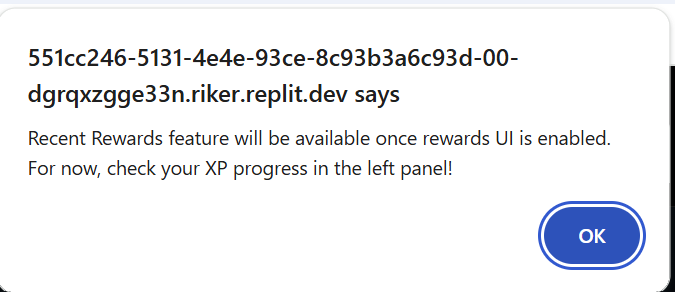 551cc246-5131-4e4e-93ce-8c93b3a6c93d-00-
dgrqxzgge33n.riker.replit.dev says
Recent Rewards feature will be available once rewards UI is enabled.
For now, check your XP progress in the left panel!
OK